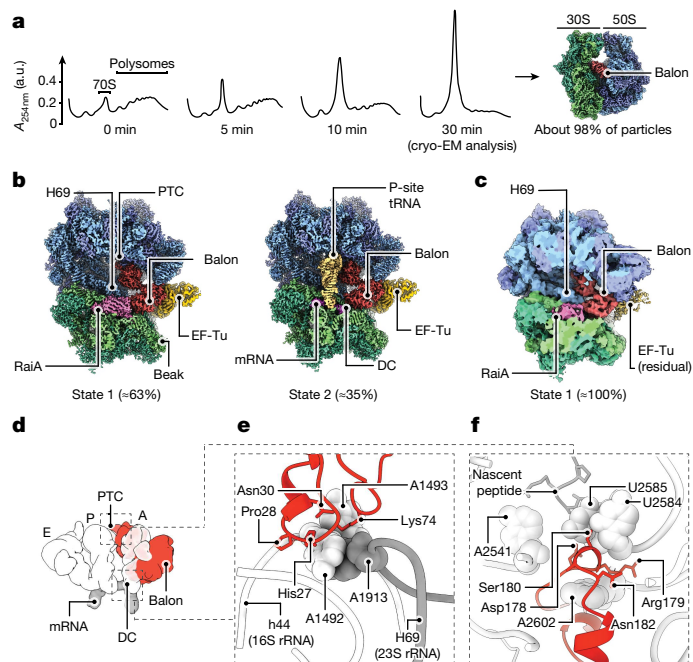 a
30S 50S
Polysomes
70S
A254nm (a.u.)
0.4
0.2
0
Balon
0 min
5 min
10 min
30 min
(cryo-EM analysis)
About 98% of particles
b
H69
PTC
Balon
EF-Tu
RaiA
Beak
State 1 (≈63%)
P-site
tRNA
Balon
EF-Tu
mRNA
DC
State 2 (≈35%)
c
H69
Balon
EF-Tu
(residual)
RaiA
State 1 (≈100%)
d
PTC
E
P
A
mRNA
DC
Balon
e
Asn30
A1493
Pro28
Lys74
His27
A1492
A1913
h44
(16S rRNA)
H69
(23S rRNA)
f
Nascent
peptide
U2585
U2584
A2541
Ser180
Asp178
A2602
Asn182
Arg179